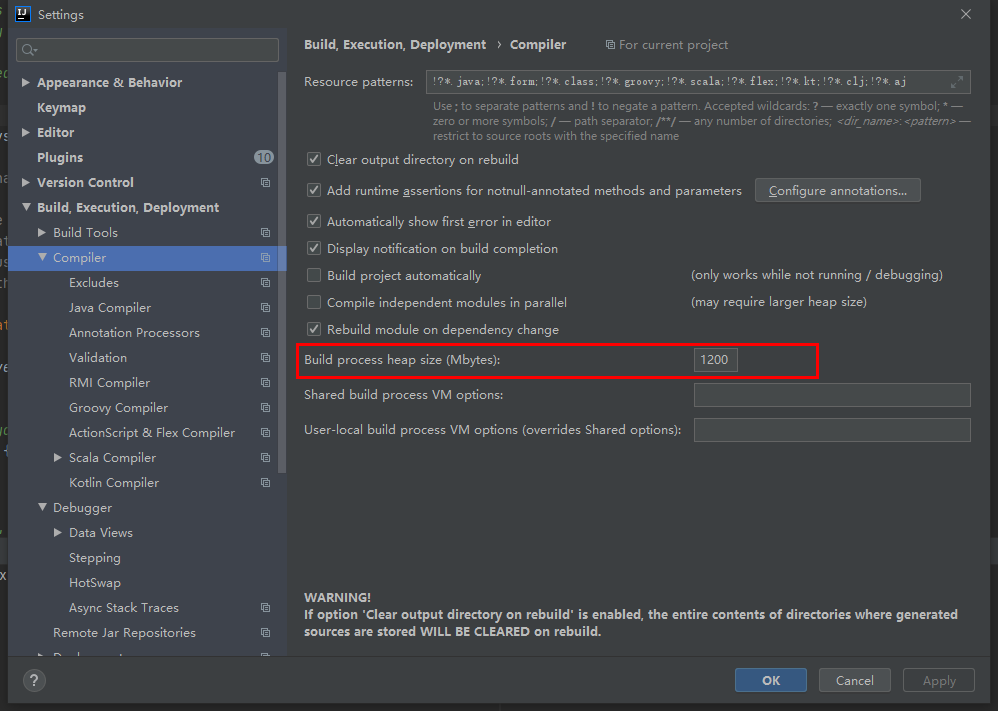 Settings
Build, Execution, Deployment › Compiler For current project
Appearance & Behavior
Keymap
Editor
Plugins 10
Version Control
Build, Execution, Deployment
Build Tools
Compiler
Excludes
Java Compiler
Annotation Processors
Validation
RMI Compiler
Groovy Compiler
ActionScript & Flex Compiler
Scala Compiler
Kotlin Compiler
Debugger
Data Views
Stepping
HotSwap
Async Stack Traces
Remote Jar Repositories
Resource patterns: !?*.java;!?*.form;!?*.class;!?*.groovy;!?*.scala;!?*.flex;!?*.kt;!?*.clj;!?*.aj
Use ; to separate patterns and ! to negate a pattern. Accepted wildcards: ? — exactly one symbol; * —
zero or more symbols; / — path separator; /**/ — any number of directories; <dir_name>:<pattern> —
restrict to source roots with the specified name
Clear output directory on rebuild
Add runtime assertions for notnull-annotated methods and parameters Configure annotations...
Automatically show first error in editor
Display notification on build completion
Build project automatically (only works while not running / debugging)
Compile independent modules in parallel (may require larger heap size)
Rebuild module on dependency change
Build process heap size (Mbytes): 1200
Shared build process VM options:
User-local build process VM options (overrides Shared options):
WARNING!
If option 'Clear output directory on rebuild' is enabled, the entire contents of directories where generated
sources are stored WILL BE CLEARED on rebuild.
? OK Cancel Apply